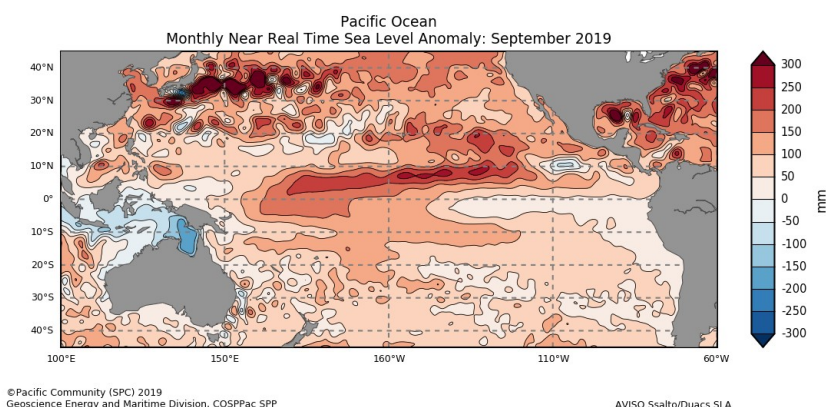 Pacific Ocean
Monthly Near Real Time Sea Level Anomaly: September 2019
40°N
30°N
20°N
10°N
0°
10°S
20°S
30°S
40°S
100°E
150°E
160°W
110°W
60°W
300
250
200
150
100
50
0
-50
-100
-150
-200
-250
-300
mm
©Pacific Community (SPC) 2019
Geoscience Energy and Maritime Division, COSPPac SPP
AVISO Ssalto/Duacs SLA